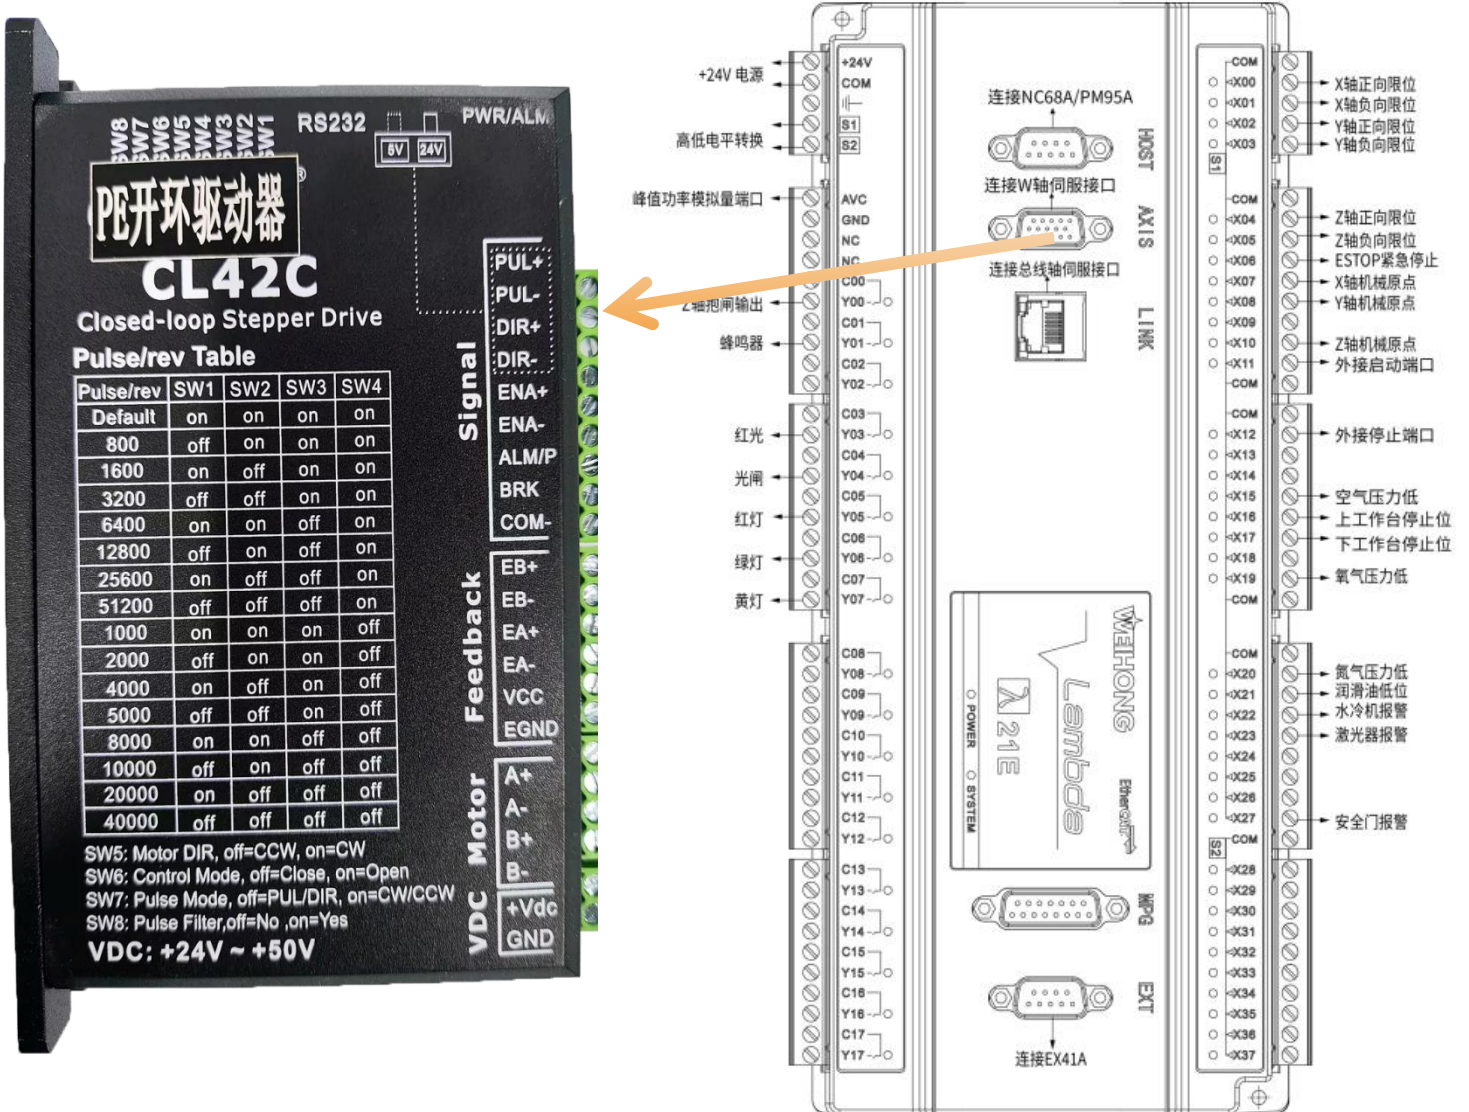 SW8
SW7
SW6
SW5
SW4
SW3
SW2
SW1
RS232
PWR/ALM
5V
24V
PE开环驱动器
®
CL42C
Closed-loop Stepper Drive
Pulse/rev Table
Pulse/rev SW1 SW2 SW3 SW4
Default on on on on
800 off on on on
1600 on off on on
3200 off off on on
6400 on on off on
12800 off on off on
25600 on off off on
51200 off off off on
1000 on on on off
2000 off on on off
4000 on off on off
5000 off off on off
8000 on on off off
10000 off on off off
20000 on off off off
40000 off off off off
SW5: Motor DIR, off=CCW, on=CW
SW6: Control Mode, off=Close, on=Open
SW7: Pulse Mode, off=PUL/DIR, on=CW/CCW
SW8: Pulse Filter,off=No ,on=Yes
VDC: +24V ~ +50V
Signal
PUL+
PUL-
DIR+
DIR-
ENA+
ENA-
ALM/P
BRK
COM-
Feedback
EB+
EB-
EA+
EA-
VCC
EGND
Motor
A+
A-
B+
B-
VDC
+Vdc
GND
+24V 电源
高低电平转换
峰值功率模拟量端口
Z轴抱闸输出
蜂鸣器
红光
光闸
红灯
绿灯
黄灯
+24V
COM
S1
S2
AVC
GND
NC
NC
C00
Y00
C01
Y01
C02
Y02
C03
Y03
C04
Y04
C05
Y05
C06
Y06
C07
Y07
C08
Y08
C09
Y09
C10
Y10
C11
Y11
C12
Y12
C13
Y13
C14
Y14
C15
Y15
C16
Y16
C17
Y17
连接NC68A/PM95A
HOST
连接W轴伺服接口
AXIS
连接总线轴伺服接口
LINK
WEIHONG
Lambda
λ 21E
EtherCAT
POWER
SYSTEM
MPG
EXT
连接EX41A
COM
X00 X轴正向限位
X01 X轴负向限位
X02 Y轴正向限位
X03 Y轴负向限位
S1
COM
X04 Z轴正向限位
X05 Z轴负向限位
X06 ESTOP紧急停止
X07 X轴机械原点
X08 Y轴机械原点
X09
X10 Z轴机械原点
X11 外接启动端口
COM
COM
X12 外接停止端口
X13
X14
X15 空气压力低
X16 上工作台停止位
X17 下工作台停止位
X18
X19 氧气压力低
COM
COM
X20 氮气压力低
X21 润滑油低位
X22 水冷机报警
X23 激光器报警
X24
X25
X26
X27 安全门报警
COM
S2
X28
X29
X30
X31
X32
X33
X34
X35
X36
X37